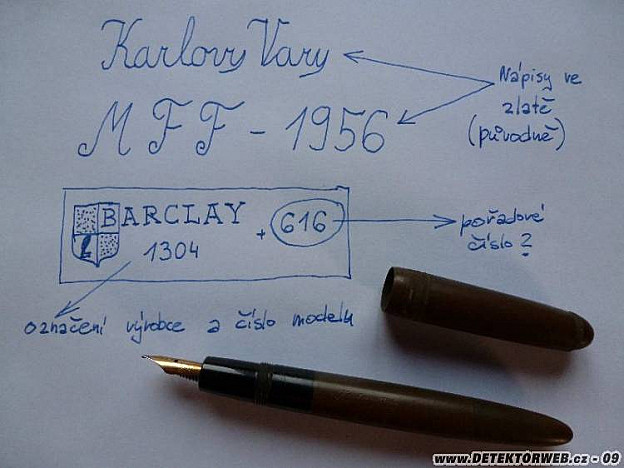 Karlovy Vary
MFF - 1956
Nápisy ve
zlatě
(původně)
BARCLAY
L
1304
+ 616
pořadové
číslo?
označení výrobce a číslo modelu
www.DETEKTORWEB.cz - 09